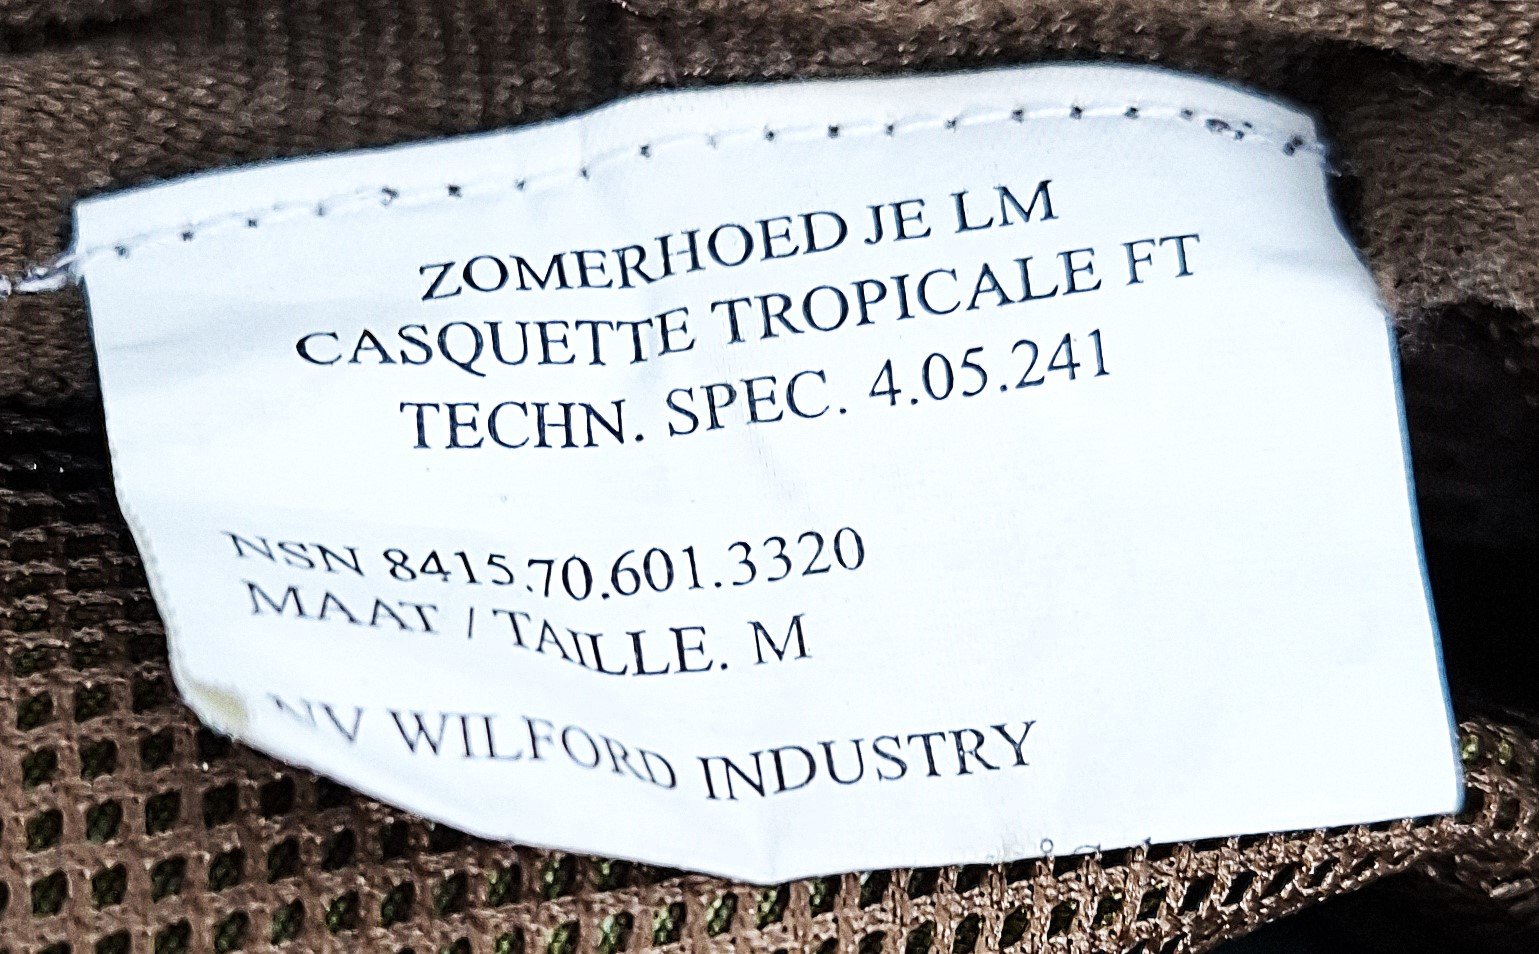 ZOMERHOED JE LM
CASQUETTE TROPICALE FT
TECHN. SPEC. 4.05.241
NSN 8415.70.601.3320
MAAT / TAILLE. M
NV WILFORD INDUSTRY